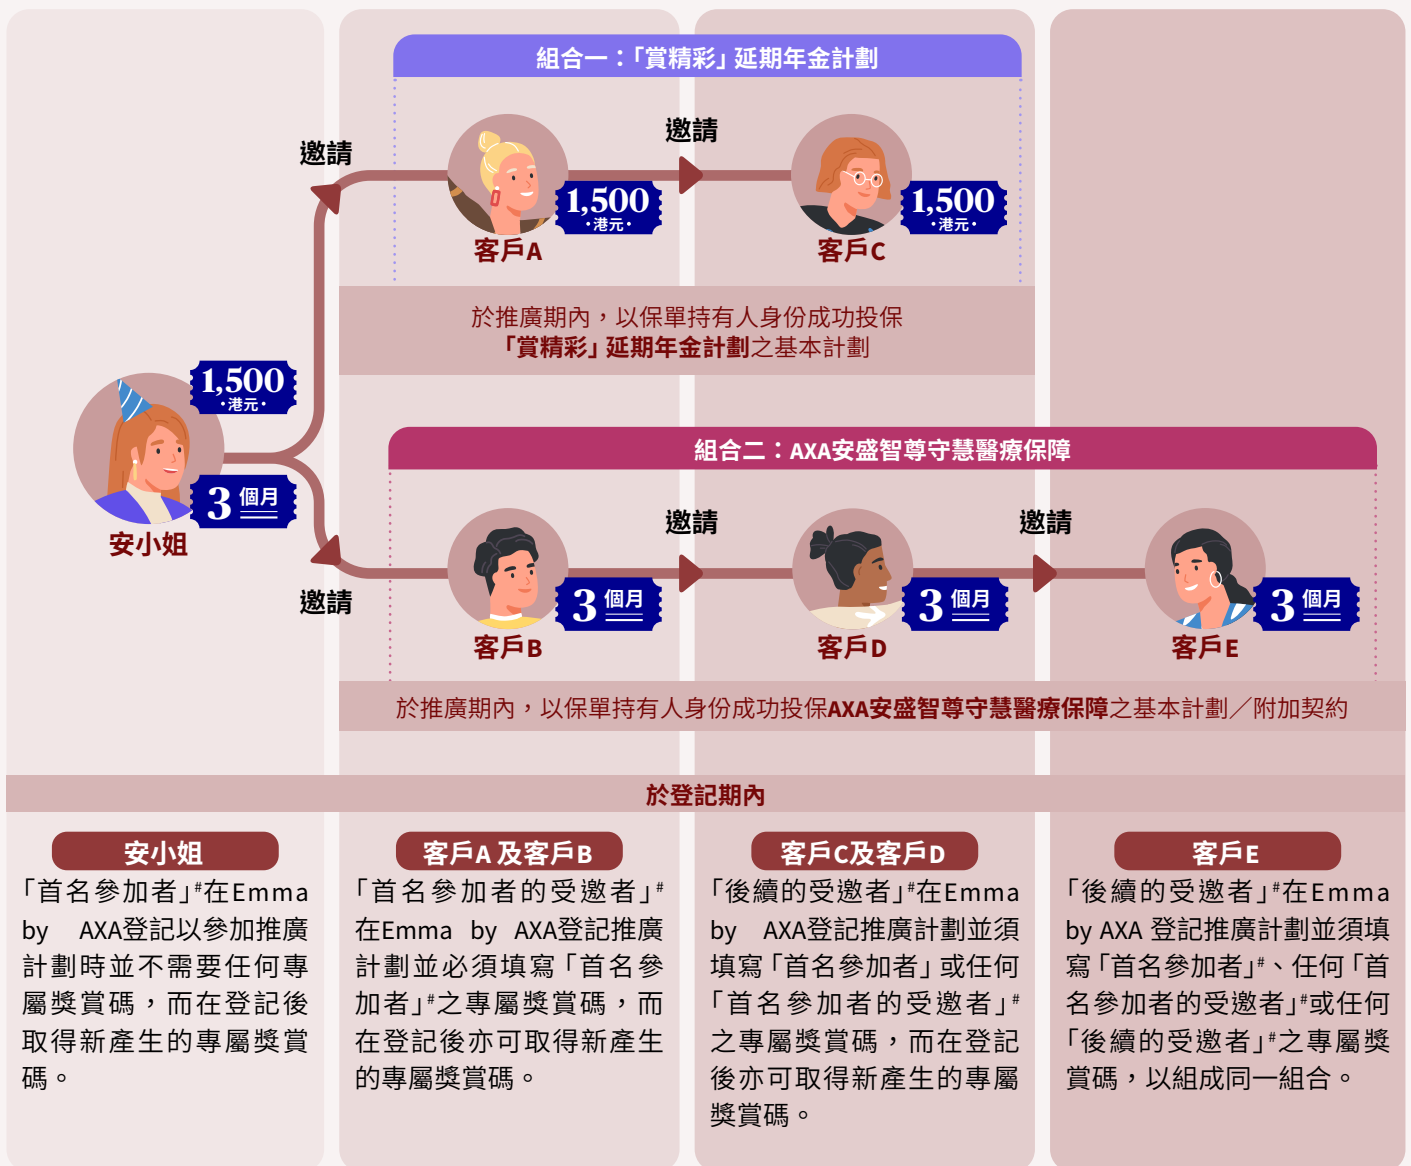 組合一：「賞精彩」延期年金計劃
邀請
邀請
1,500
•港元•
1,500
•港元•
客戶A
客戶C
於推廣期內，以保單持有人身份成功投保
「賞精彩」延期年金計劃之基本計劃
1,500
•港元•
3 個月
安小姐
組合二：AXA安盛智尊守慧醫療保障
邀請
邀請
邀請
3 個月
3 個月
3 個月
客戶B
客戶D
客戶E
於推廣期內，以保單持有人身份成功投保AXA安盛智尊守慧醫療保障之基本計劃／附加契約
於登記期內
安小姐
「首名參加者」#在Emma
by AXA登記以參加推廣
計劃時並不需要任何專
屬獎賞碼，而在登記後
取得新產生的專屬獎賞
碼。
客戶A 及客戶B
「首名參加者的受邀者」#
在Emma by AXA登記推廣
計劃並必須填寫「首名參
加者」#之專屬獎賞碼，而
在登記後亦可取得新產生
的專屬獎賞碼。
客戶C及客戶D
「後續的受邀者」#在Emma
by AXA登記推廣計劃並須
填寫「首名參加者」或任何
「首名參加者的受邀者」#
之專屬獎賞碼，而在登記
後亦可取得新產生的專屬
獎賞碼。
客戶E
「後續的受邀者」#在Emma
by AXA 登記推廣計劃並須填
寫「首名參加者」#、任何「首
名參加者的受邀者」#或任何
「後續的受邀者」#之專屬獎
賞碼，以組成同一組合。